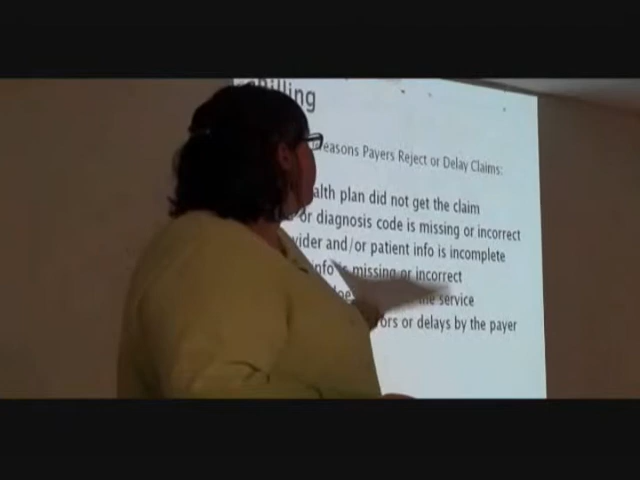 Billing
Reasons Payers Reject or Delay Claims:
alth plan did not get the claim
or diagnosis code is missing or incorrect
vider and/or patient info is incomplete
info is missing or incorrect
the service
ors or delays by the payer